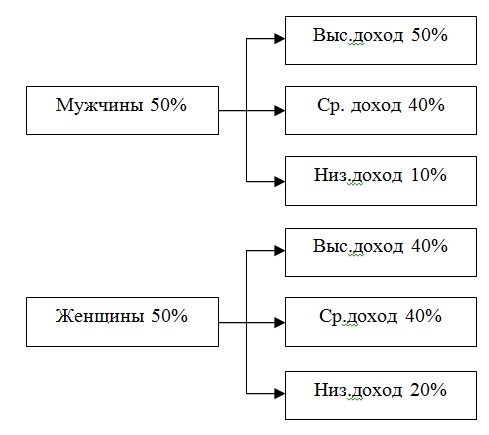 Выс.доход 50%
Мужчины 50%
Ср. доход 40%
Низ.доход 10%
Выс.доход 40%
Женщины 50%
Ср.доход 40%
Низ.доход 20%